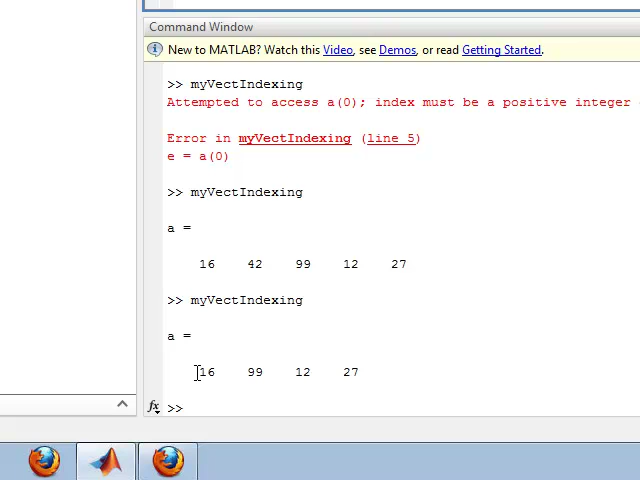 Command Window
New to MATLAB? Watch this Video, see Demos, or read Getting Started.
>> myVectIndexing
Attempted to access a(0); index must be a positive integer
Error in myVectIndexing (line 5)
e = a(0)
>> myVectIndexing
a =
16 42 99 12 27
>> myVectIndexing
a =
16 99 12 27
fx >>